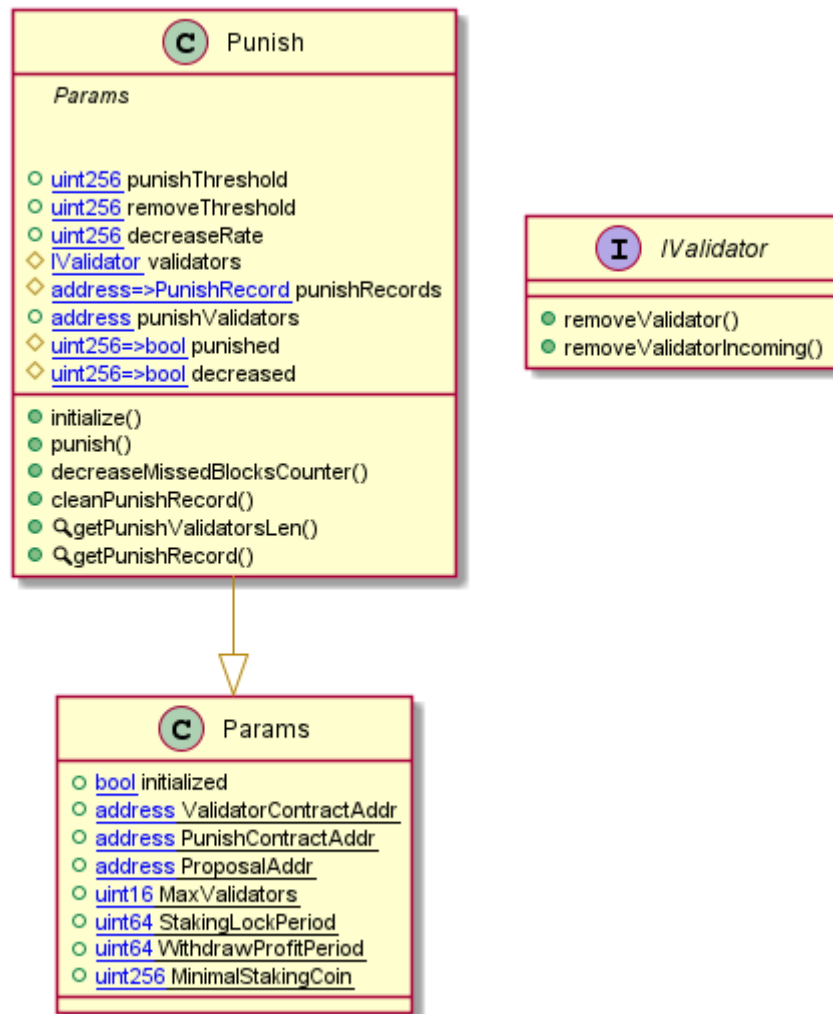 C Punish
Params
uint256 punishThreshold
uint256 removeThreshold
uint256 decreaseRate
IValidator validators
address=>PunishRecord punishRecords
address punishValidators
uint256=>bool punished
uint256=>bool decreased
initialize()
punish()
decreaseMissedBlocksCounter()
cleanPunishRecord()
getPunishValidatorsLen()
getPunishRecord()
I IValidator
removeValidator()
removeValidatorIncoming()
C Params
bool initialized
address ValidatorContractAddr
address PunishContractAddr
address ProposalAddr
uint16 MaxValidators
uint64 StakingLockPeriod
uint64 WithdrawProfitPeriod
uint256 MinimalStakingCoin